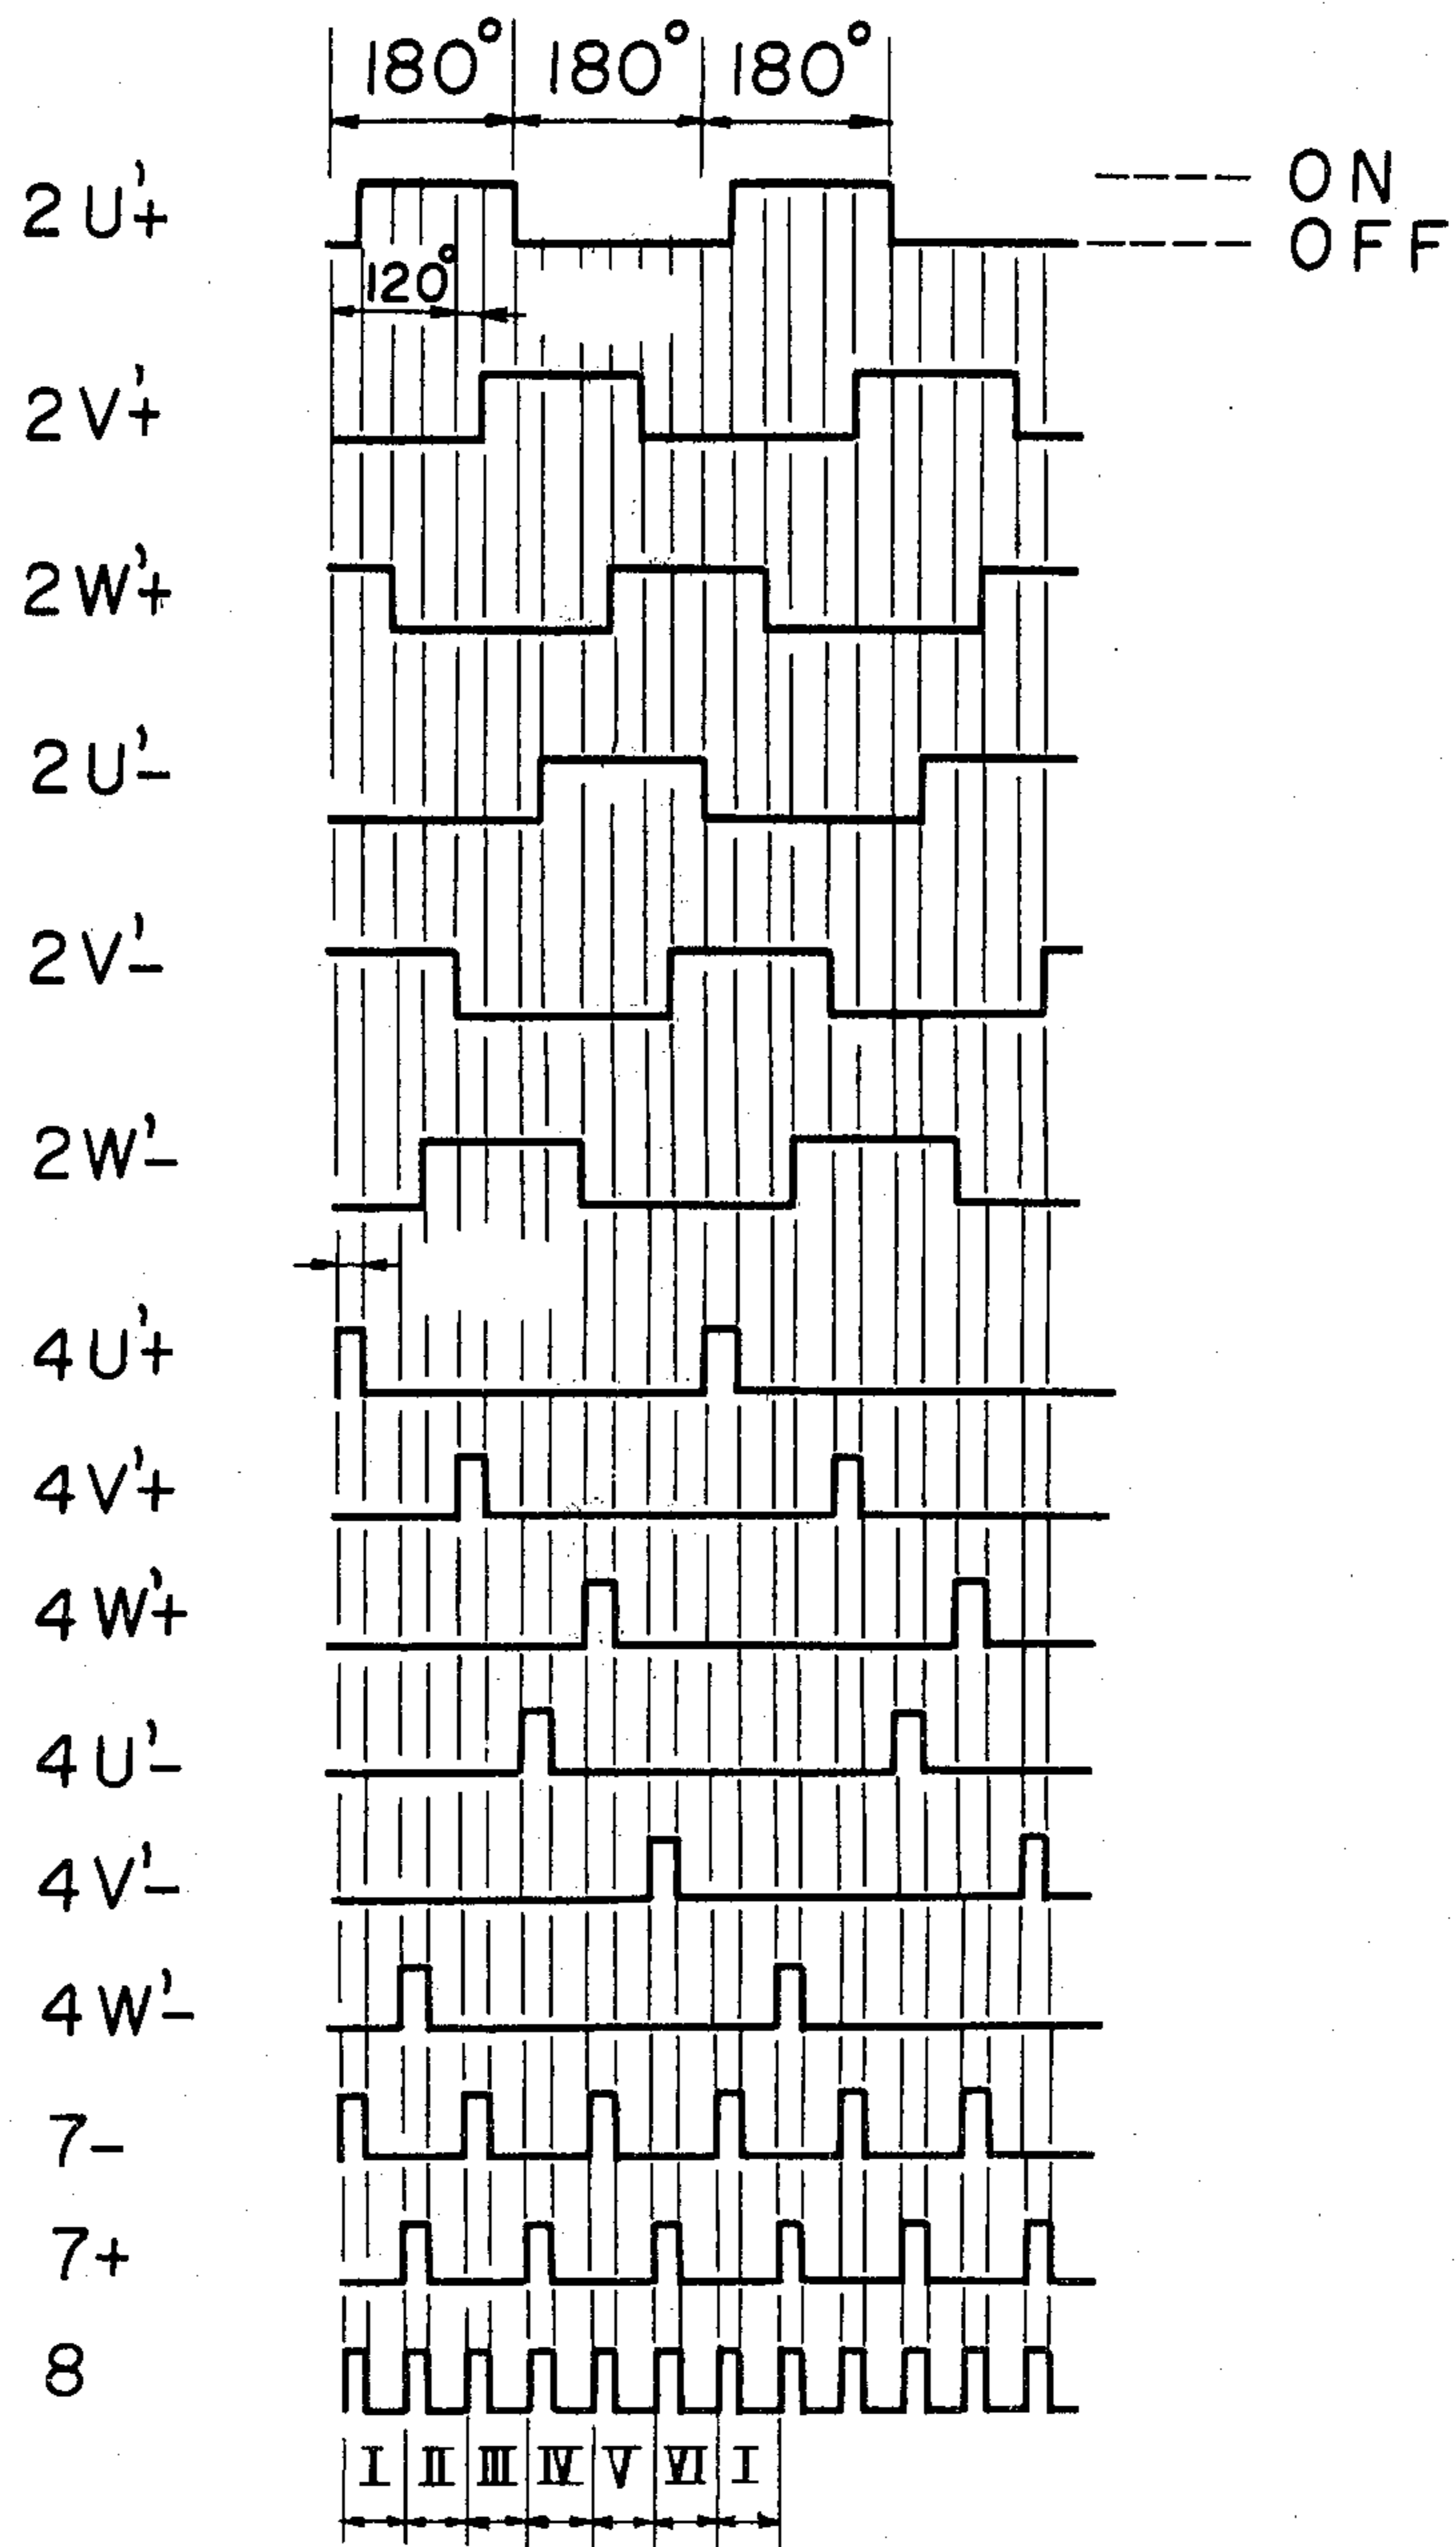 180° 180° 180°
2U'+
ON
OFF
120°
2V'+
2W'+
2U'-
2V'-
2W'-
4U'+
4V'+
4W'+
4U'-
4V'-
4W'-
7-
7+
8
I II III IV V VI I